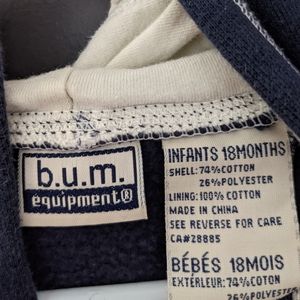 b.u.m.
equipment®
INFANTS 18MONTHS
SHELL: 74%COTTON
26%POLYESTER
LINING: 100% COTTON
MADE IN CHINA
SEE REVERSE FOR CARE
CA#28885
BÉBÉS 18MOIS
EXTÉRIEUR: 74%COTON
26%POLYESTER